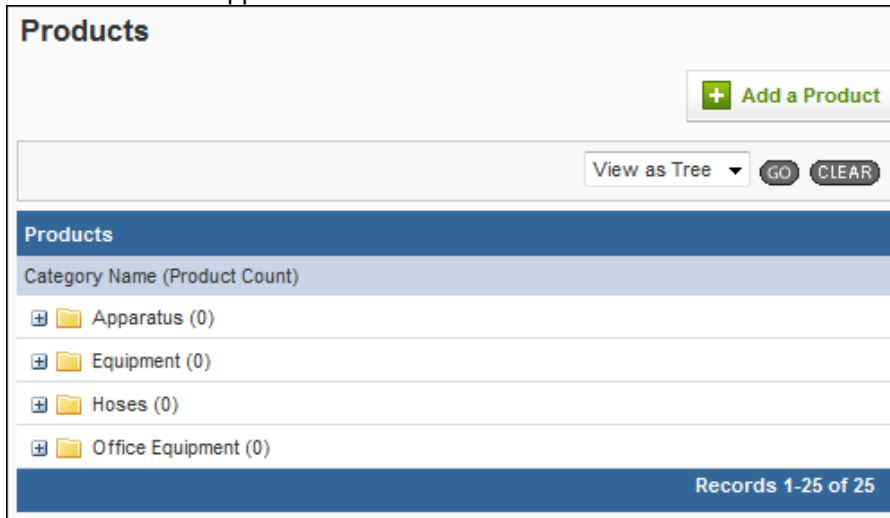 Products
Add a Product
View as Tree GO CLEAR
Products
Category Name (Product Count)
Apparatus (0)
Equipment (0)
Hoses (0)
Office Equipment (0)
Records 1-25 of 25